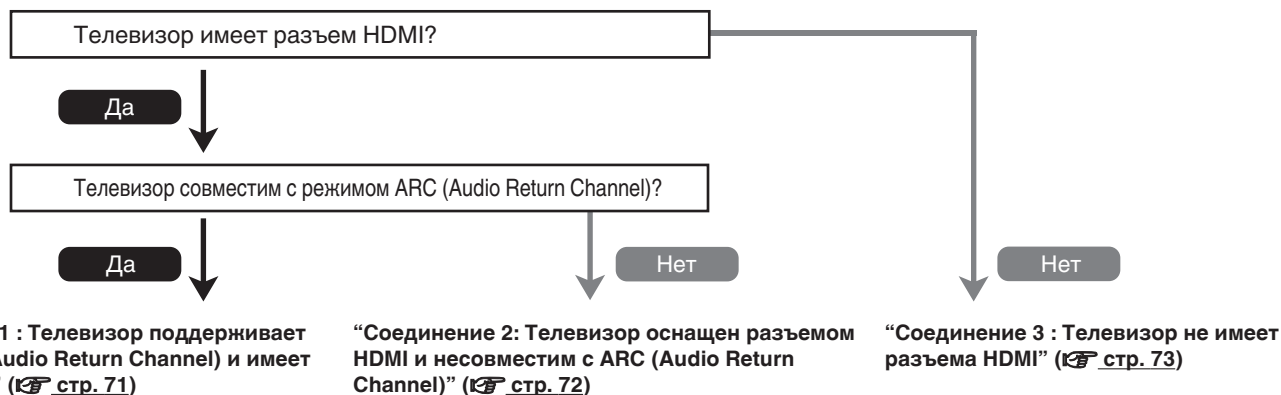 Телевизор имеет разъем HDMI?
Да
Телевизор совместим с режимом ARC (Audio Return Channel)?
Да
Нет
Нет
1 : Телевизор поддерживает
Audio Return Channel) и имеет
” (☞ стр. 71)
“Соединение 2: Телевизор оснащен разъемом
HDMI и несовместим с ARC (Audio Return
Channel)” (☞ стр. 72)
“Соединение 3 : Телевизор не имеет
разъема HDMI” (☞ стр. 73)